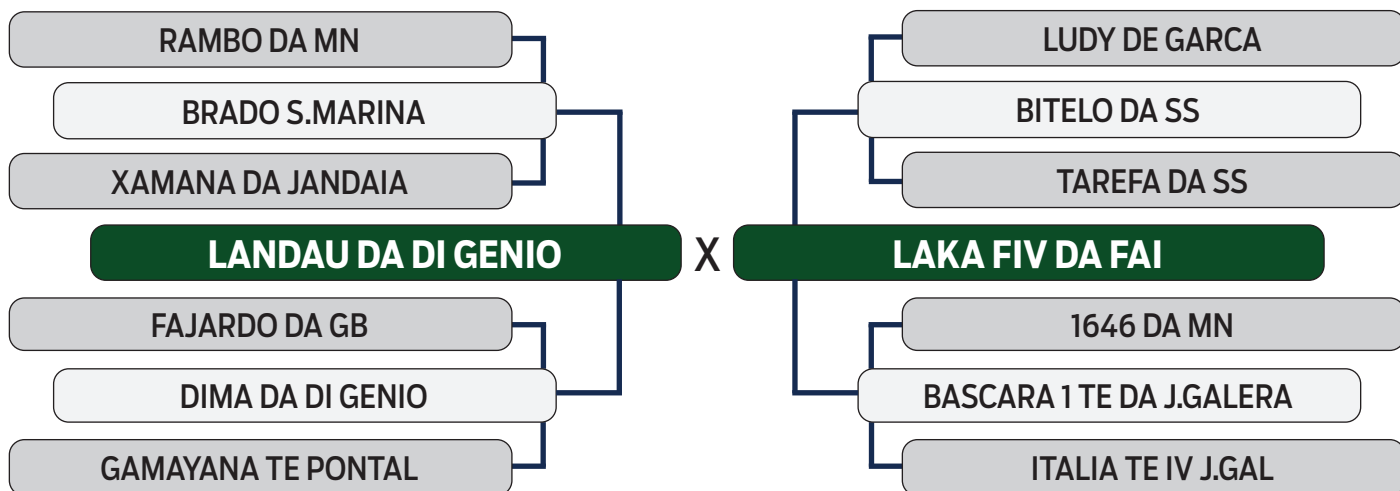 RAMBO DA MN
LUDY DE GARCA
BRADO S.MARINA
BITELO DA SS
XAMANA DA JANDAIA
TAREFA DA SS
LANDAU DA DI GENIO X LAKA FIV DA FAI
FAJARDO DA GB
1646 DA MN
DIMA DA DI GENIO
BASCARA 1 TE DA J.GALERA
GAMAYANA TE PONTAL
ITALIA TE IV J.GAL